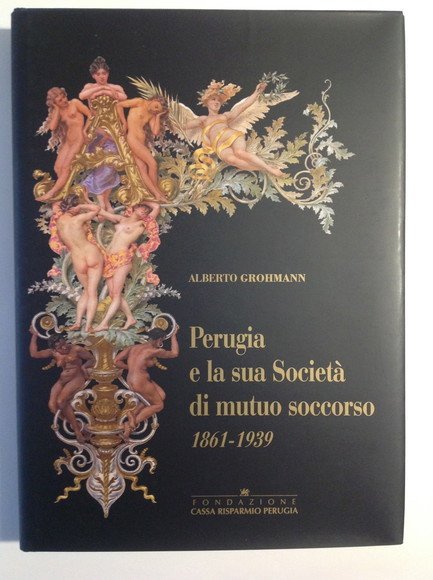 ALBERTO GROHMANN
Perugia
e la sua Società
di mutuo soccorso
1861-1939
FONDAZIONE
CASSA RISPARMIO PERUGIA